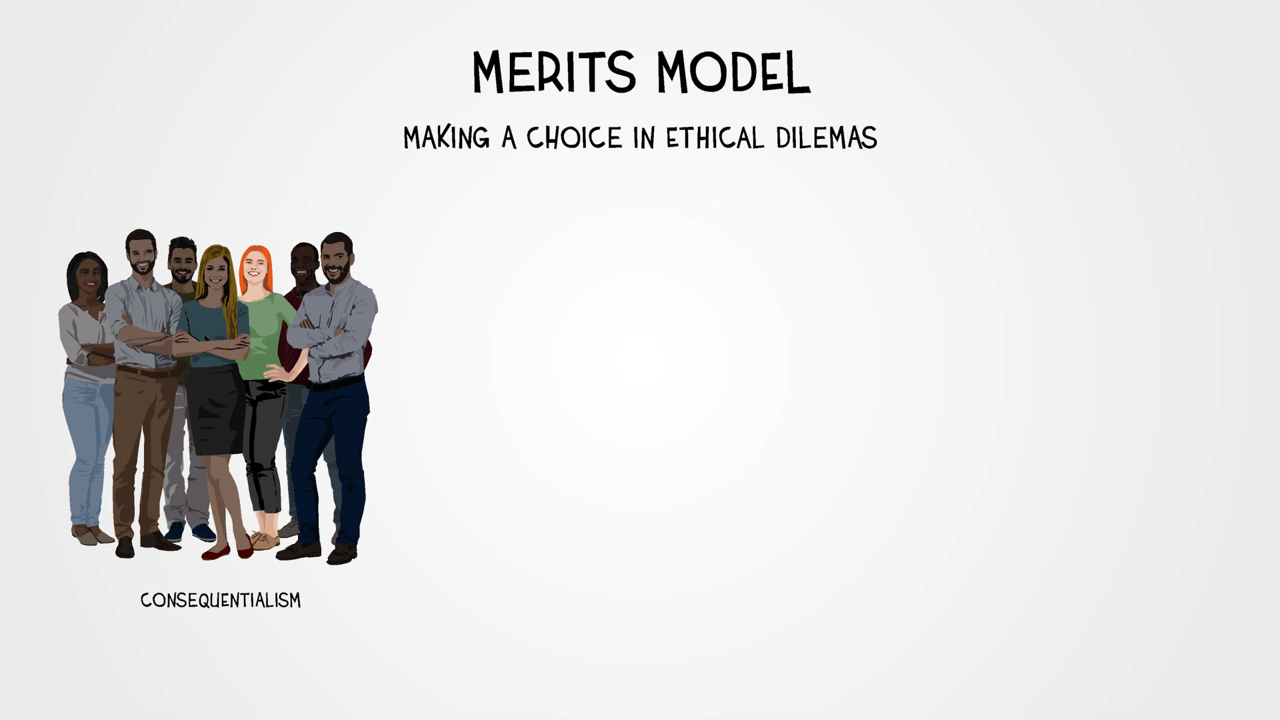 MERITS MODEL
MAKING A CHOICE IN ETHICAL DILEMAS
CONSEQUENTIALISM